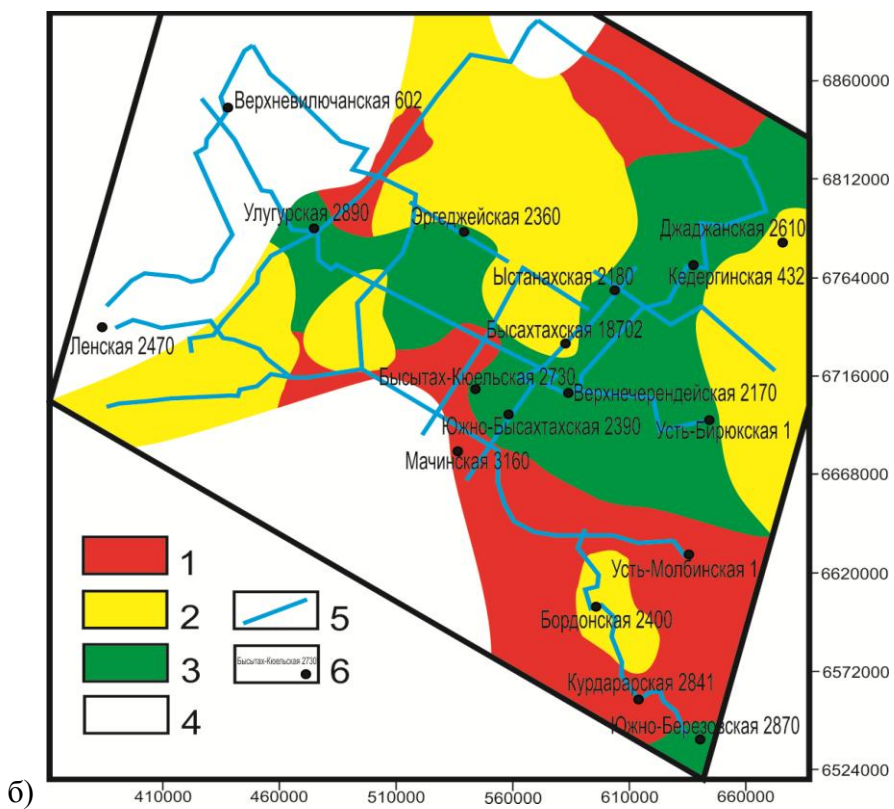 6860000
Верхневилючанская 602
6812000
Улугурская 2890
Эргеджейская 2360
Джаджанская 2610
Ыстанахская 2180
Кедергинская 432
6764000
Ленская 2470
Бысахтахская 18702
Бысытах-Кюельская 2730
6716000
Верхнечерендейская 2170
Южно-Бысахтахская 2390
Усть-Бирюкская 1
Мачинская 3160
6668000
1
Усть-Молбинская 1
6620000
2
5
Бордонская 2400
3
Бысытах-Кюельская 2730
6
6572000
Курдарарская 2841
4
Южно-Березовская 2870
6524000
б)
410000 460000 510000 560000 610000 660000